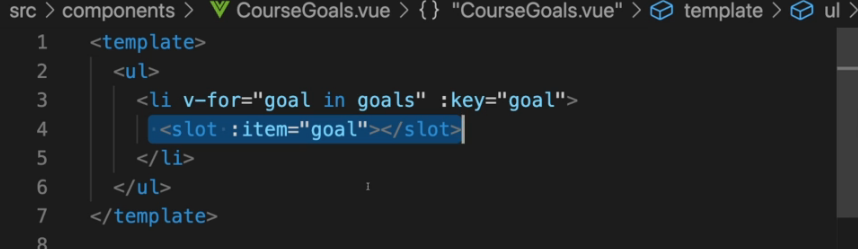 src > components > CourseGoals.vue > {} "CourseGoals.vue" > template > ul >
1 <template>
2 <ul>
3 <li v-for="goal in goals" :key="goal">
4 <slot :item="goal"></slot>
5 </li>
6 </ul>
7 </template>
8